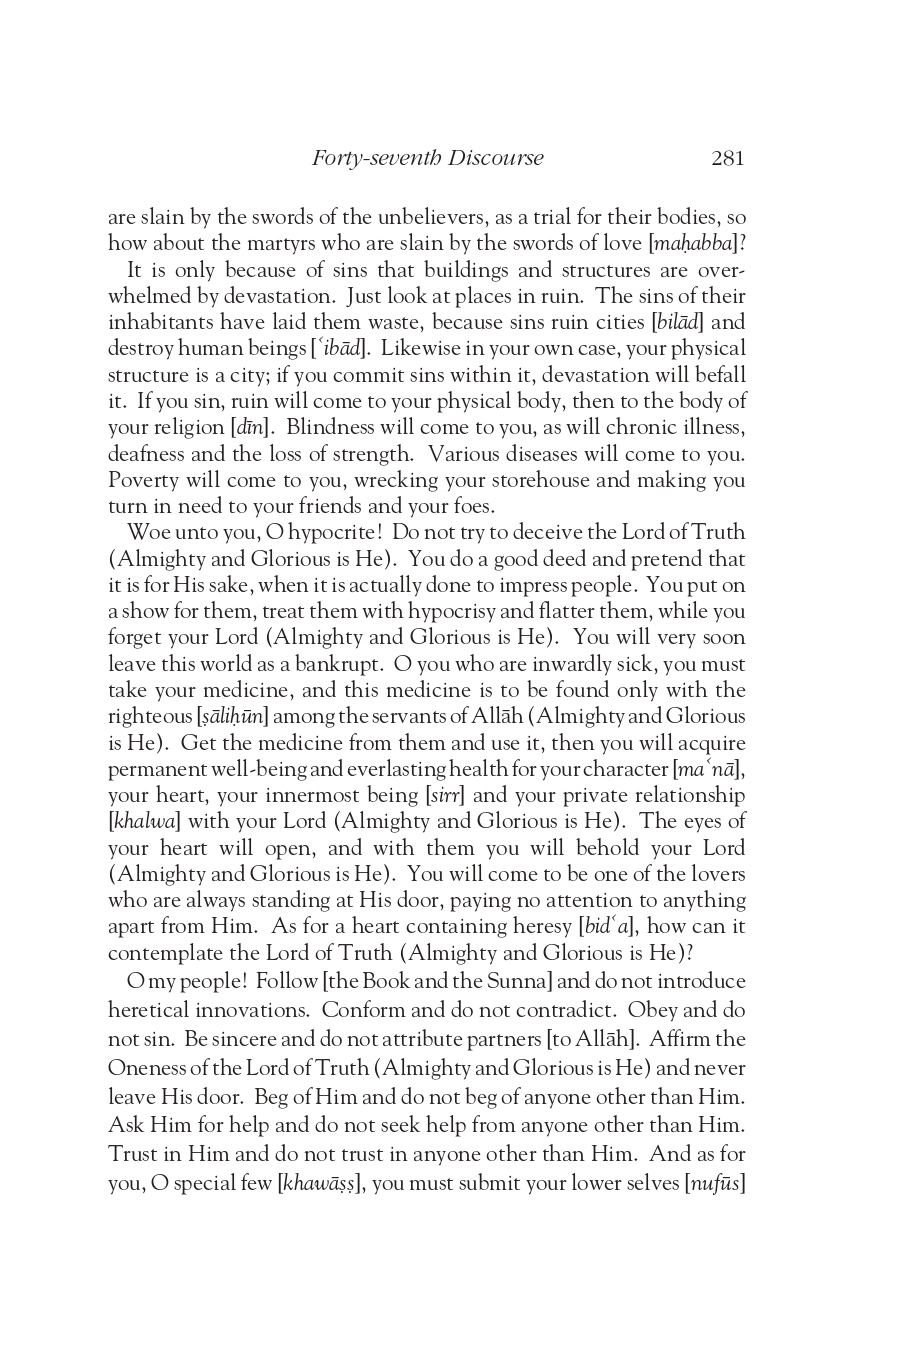 Forty-seventh Discourse 281
are slain by the swords of the unbelievers, as a trial for their bodies, so
how about the martyrs who are slain by the swords of love [maḥabba]?
It is only because of sins that buildings and structures are over-
whelmed by devastation. Just look at places in ruin. The sins of their
inhabitants have laid them waste, because sins ruin cities [bilād] and
destroy human beings [ʿibād]. Likewise in your own case, your physical
structure is a city; if you commit sins within it, devastation will befall
it. If you sin, ruin will come to your physical body, then to the body of
your religion [dīn]. Blindness will come to you, as will chronic illness,
deafness and the loss of strength. Various diseases will come to you.
Poverty will come to you, wrecking your storehouse and making you
turn in need to your friends and your foes.
Woe unto you, O hypocrite! Do not try to deceive the Lord of Truth
(Almighty and Glorious is He). You do a good deed and pretend that
it is for His sake, when it is actually done to impress people. You put on
a show for them, treat them with hypocrisy and flatter them, while you
forget your Lord (Almighty and Glorious is He). You will very soon
leave this world as a bankrupt. O you who are inwardly sick, you must
take your medicine, and this medicine is to be found only with the
righteous [ṣāliḥūn] among the servants of Allāh (Almighty and Glorious
is He). Get the medicine from them and use it, then you will acquire
permanent well-being and everlasting health for your character [maʿnā],
your heart, your innermost being [sirr] and your private relationship
[khalwa] with your Lord (Almighty and Glorious is He). The eyes of
your heart will open, and with them you will behold your Lord
(Almighty and Glorious is He). You will come to be one of the lovers
who are always standing at His door, paying no attention to anything
apart from Him. As for a heart containing heresy [bidʿa], how can it
contemplate the Lord of Truth (Almighty and Glorious is He)?
O my people! Follow [the Book and the Sunna] and do not introduce
heretical innovations. Conform and do not contradict. Obey and do
not sin. Be sincere and do not attribute partners [to Allāh]. Affirm the
Oneness of the Lord of Truth (Almighty and Glorious is He) and never
leave His door. Beg of Him and do not beg of anyone other than Him.
Ask Him for help and do not seek help from anyone other than Him.
Trust in Him and do not trust in anyone other than Him. And as for
you, O special few [khawāṣṣ], you must submit your lower selves [nufūs]